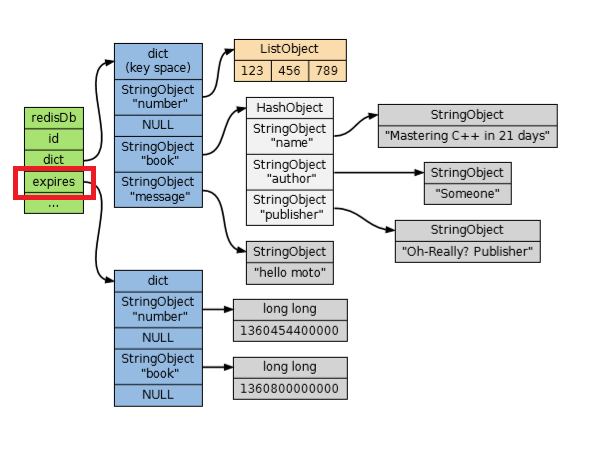 redisDb
id
dict
expires
...
dict
(key space)
StringObject
"number"
NULL
StringObject
"book"
StringObject
"message"
ListObject
123 456 789
HashObject
StringObject
"name"
StringObject
"author"
StringObject
"publisher"
StringObject
"Mastering C++ in 21 days"
StringObject
"Someone"
StringObject
"Oh-Really? Publisher"
StringObject
"hello moto"
dict
StringObject
"number"
NULL
StringObject
"book"
NULL
long long
1360454400000
long long
1360800000000